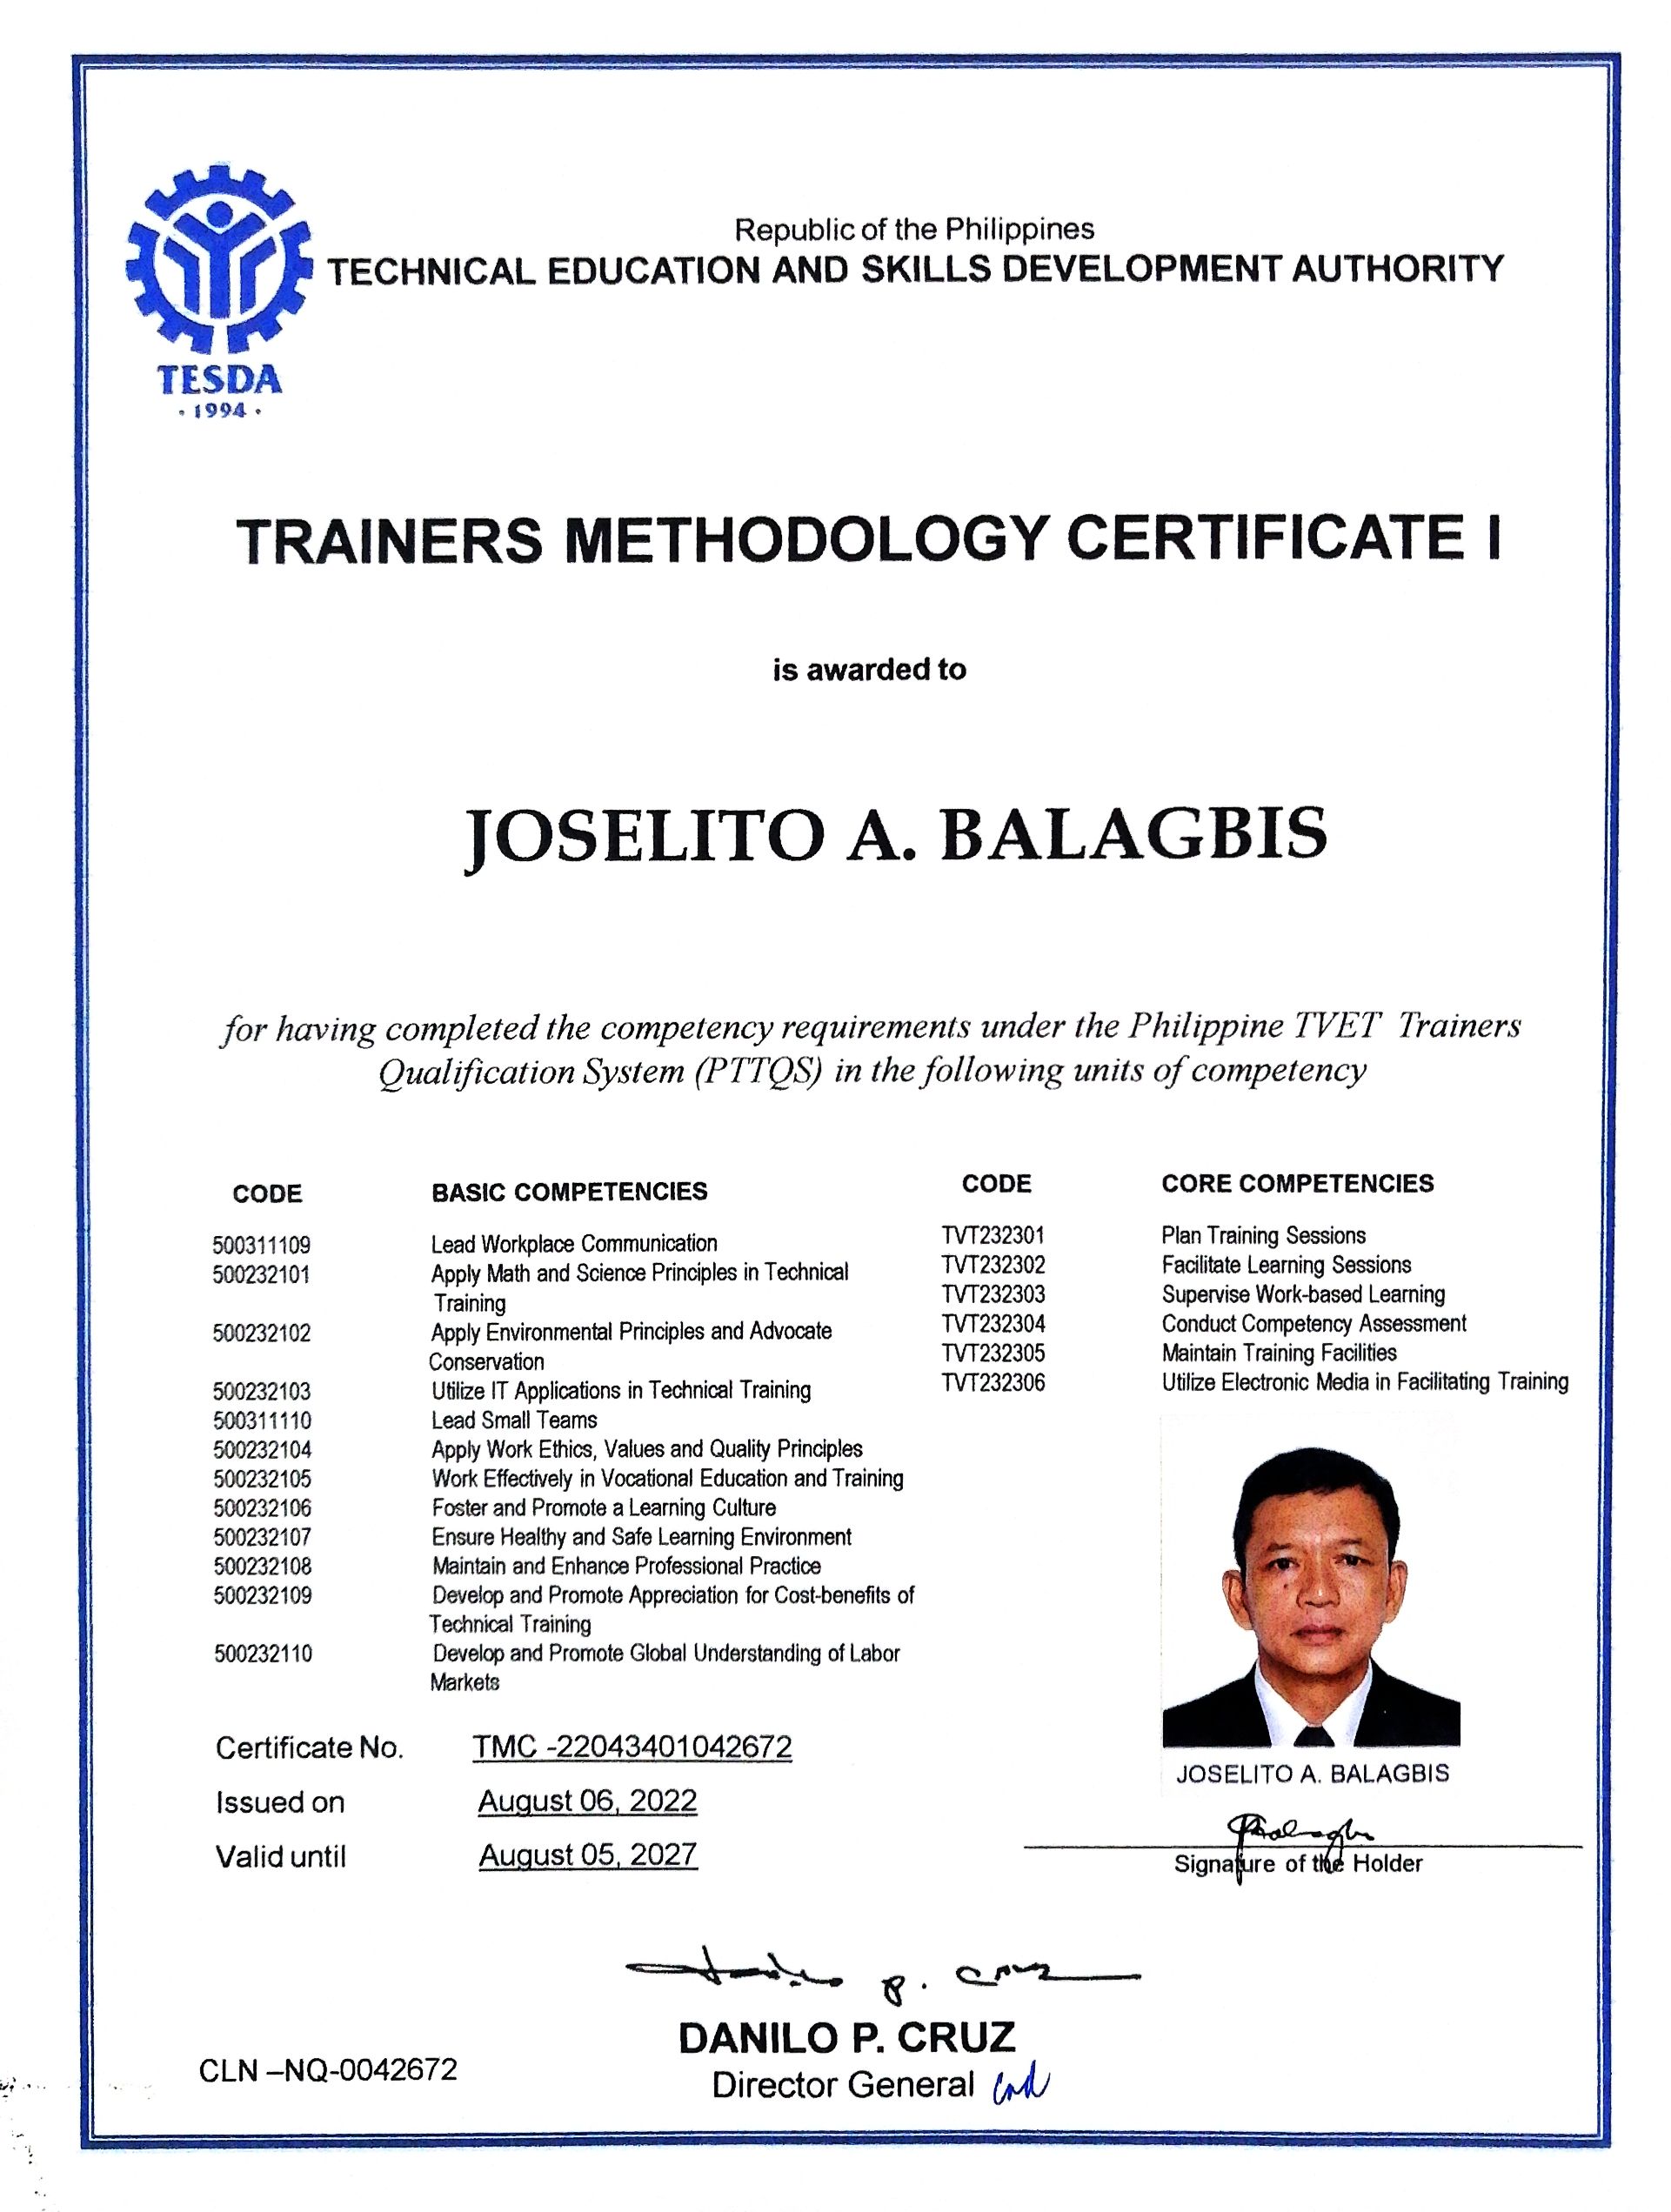 Republic of the Philippines
TECHNICAL EDUCATION AND SKILLS DEVELOPMENT AUTHORITY
TESDA
· 1994 ·
TRAINERS METHODOLOGY CERTIFICATE I
is awarded to
JOSELITO A. BALAGBIS
for having completed the competency requirements under the Philippine TVET Trainers
Qualification System (PTTQS) in the following units of competency
CODE BASIC COMPETENCIES
500311109 Lead Workplace Communication
500232101 Apply Math and Science Principles in Technical
Training
500232102 Apply Environmental Principles and Advocate
Conservation
500232103 Utilize IT Applications in Technical Training
500311110 Lead Small Teams
500232104 Apply Work Ethics, Values and Quality Principles
500232105 Work Effectively in Vocational Education and Training
500232106 Foster and Promote a Learning Culture
500232107 Ensure Healthy and Safe Learning Environment
500232108 Maintain and Enhance Professional Practice
500232109 Develop and Promote Appreciation for Cost-benefits of
Technical Training
500232110 Develop and Promote Global Understanding of Labor
Markets
CODE CORE COMPETENCIES
TVT232301 Plan Training Sessions
TVT232302 Facilitate Learning Sessions
TVT232303 Supervise Work-based Learning
TVT232304 Conduct Competency Assessment
TVT232305 Maintain Training Facilities
TVT232306 Utilize Electronic Media in Facilitating Training
JOSELITO A. BALAGBIS
Signature of the Holder
Certificate No. TMC -22043401042672
Issued on August 06, 2022
Valid until August 05, 2027
DANILO P. CRUZ
Director General
CLN –NQ-0042672